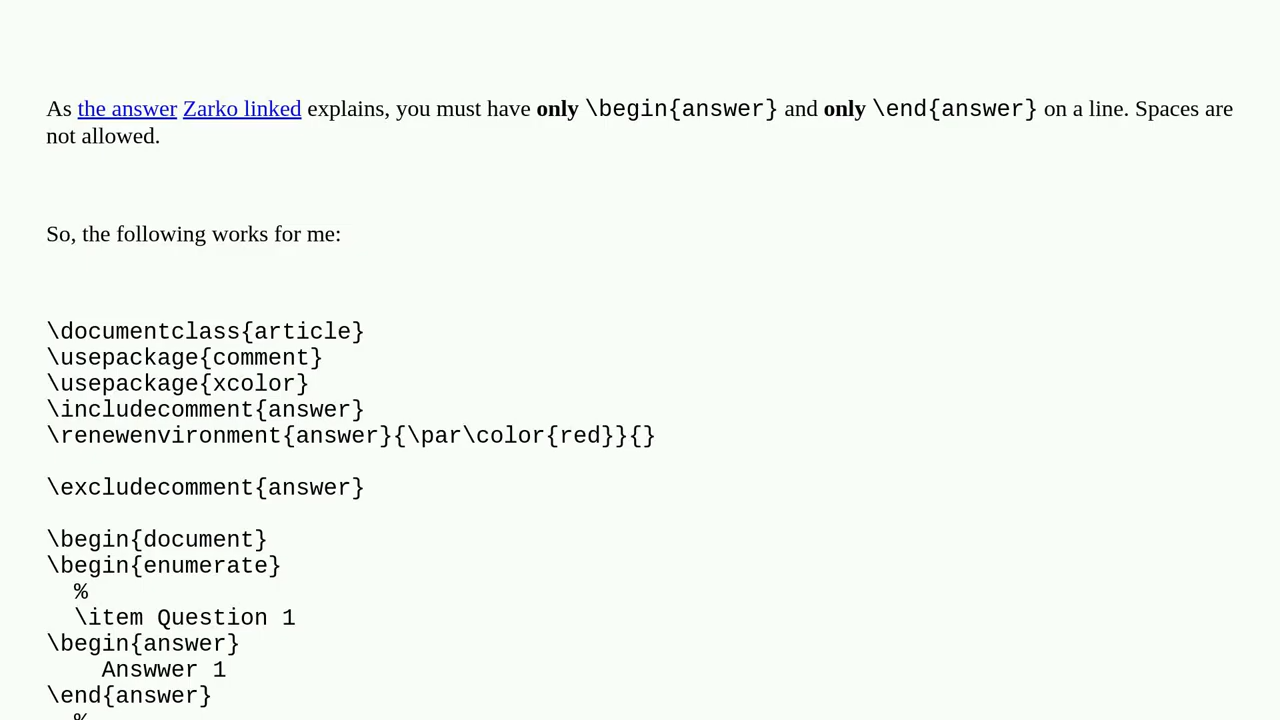 As the answer Zarko linked explains, you must have only \begin{answer} and only \end{answer} on a line. Spaces are
not allowed.
So, the following works for me:
\documentclass{article}
\usepackage{comment}
\usepackage{xcolor}
\includecomment{answer}
\renewenvironment{answer}{\par\color{red}}{}
\excludecomment{answer}
\begin{document}
\begin{enumerate}
  %
  \item Question 1
\begin{answer}
    Answwer 1
\end{answer}
  %